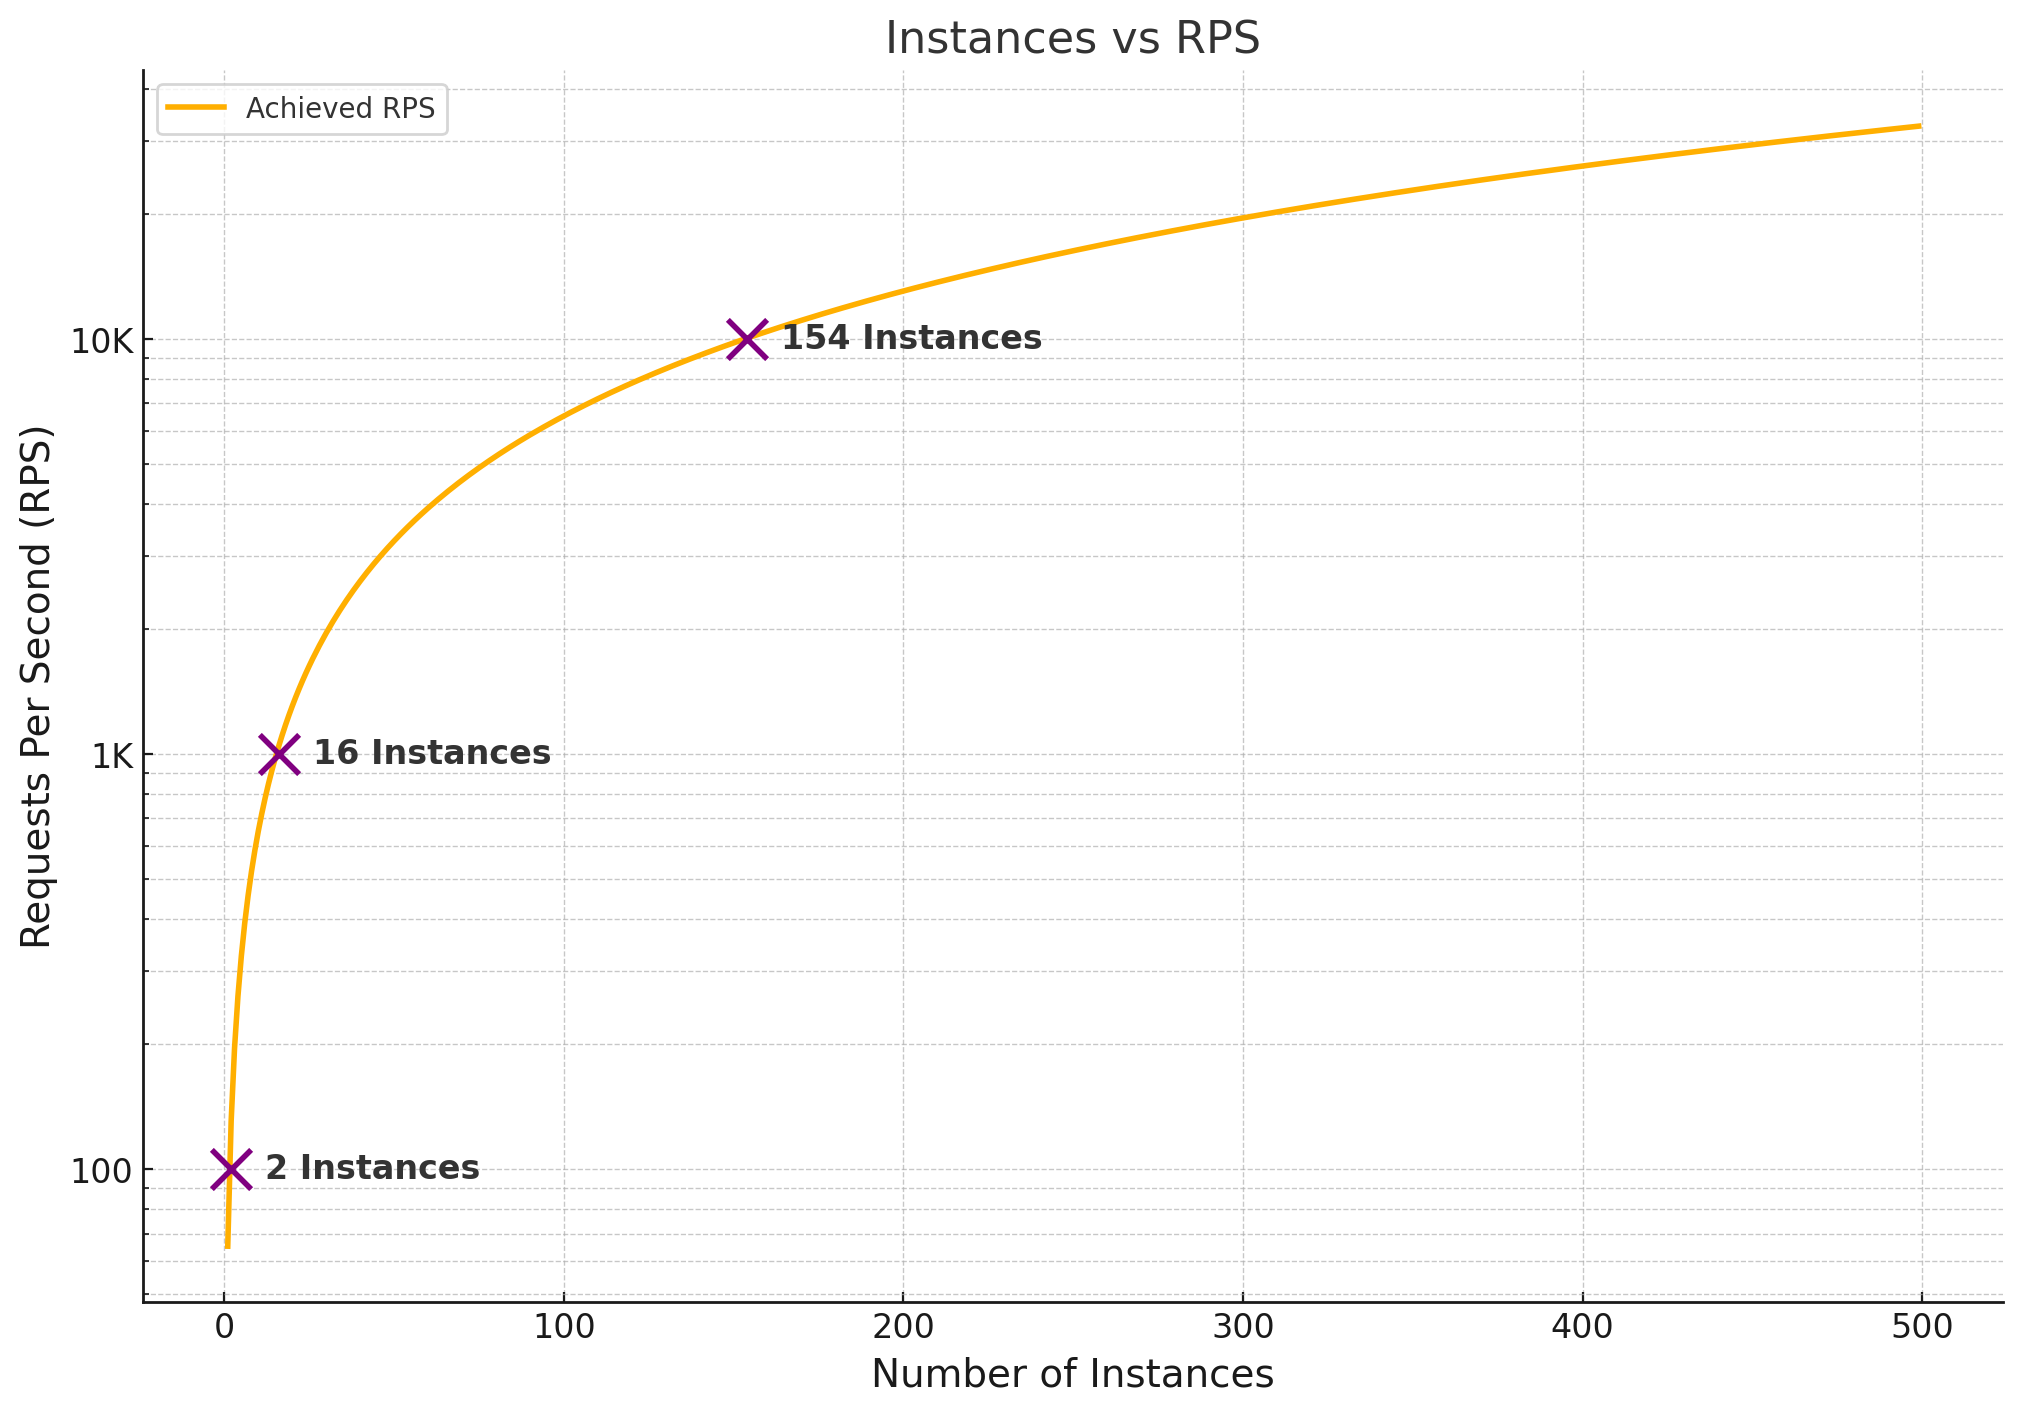 Instances vs RPS
Achieved RPS
Requests Per Second (RPS)
10K
1K
100
154 Instances
16 Instances
2 Instances
0
100
200
300
400
500
Number of Instances